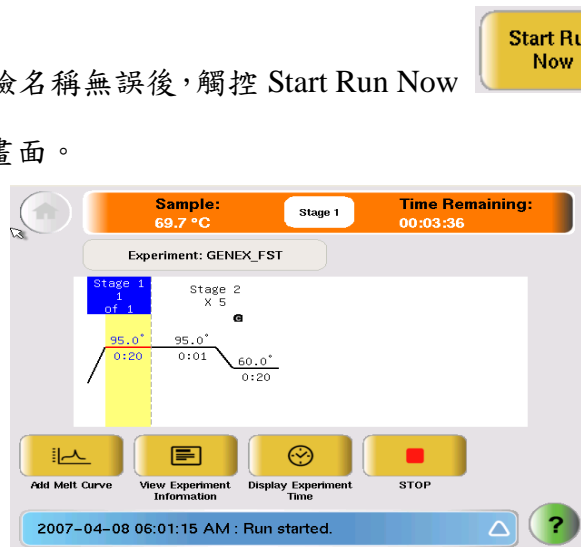 Start Ru
Now
驗名稱無誤後，觸控 Start Run Now
畫面。
Sample:
69.7 °C
Stage 1
Time Remaining:
00:03:36
Experiment: GENEX_FST
Stage 1
1
of 1
Stage 2
X 5
C
95.0°
0:20
95.0°
0:01
60.0°
0:20
Add Melt Curve
View Experiment
Information
Display Experiment
Time
STOP
2007-04-08 06:01:15 AM : Run started.
?